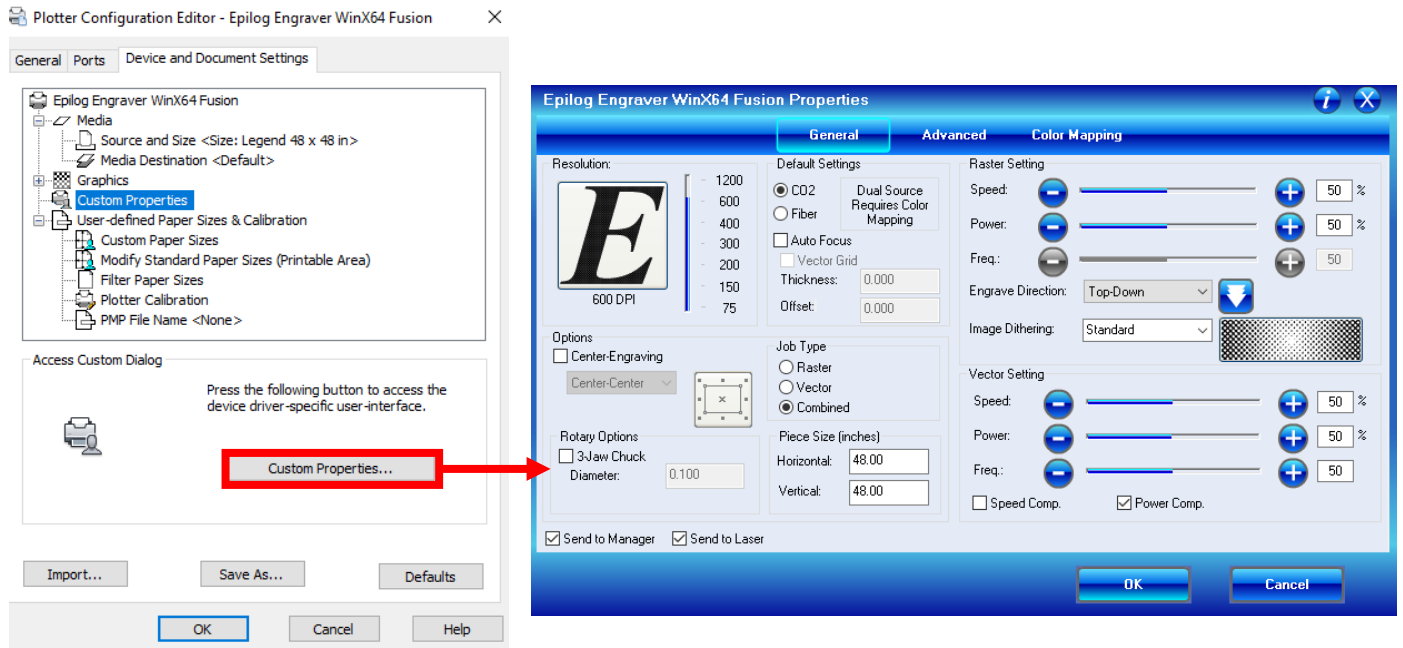 Plotter Configuration Editor - Epilog Engraver WinX64 Fusion
General Ports Device and Document Settings
Epilog Engraver WinX64 Fusion
Media
Source and Size <Size: Legend 48 x 48 in>
Media Destination <Default>
Graphics
Custom Properties
User-defined Paper Sizes & Calibration
Custom Paper Sizes
Modify Standard Paper Sizes (Printable Area)
Filter Paper Sizes
Plotter Calibration
PMP File Name <None>
Access Custom Dialog
Press the following button to access the
device driver-specific user-interface.
Custom Properties...
Import... Save As... Defaults
OK Cancel Help
Epilog Engraver WinX64 Fusion Properties
General Advanced Color Mapping
Resolution:
E
600 DPI
1200
600
400
300
200
150
75
Default Settings
CO2
Fiber
Dual Source
Requires Color
Mapping
Auto Focus
Vector Grid
Thickness: 0.000
Offset: 0.000
Options
Center-Engraving
Center-Center
Rotary Options
3-Jaw Chuck
Diameter: 0.100
Job Type
Raster
Vector
Combined
Piece Size (inches)
Horizontal: 48.00
Vertical: 48.00
Raster Setting
Speed: 50 %
Power: 50 %
Freq.: 50
Engrave Direction: Top-Down
Image Dithering: Standard
Vector Setting
Speed: 50 %
Power: 50 %
Freq.: 50
Speed Comp. Power Comp.
Send to Manager Send to Laser
OK Cancel